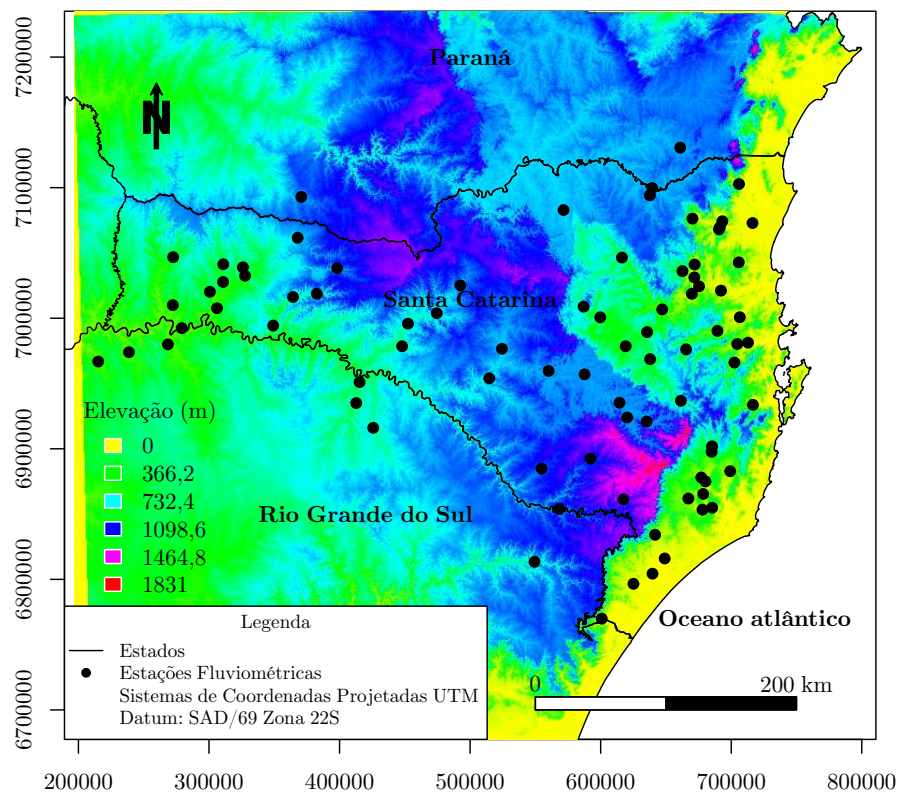 Paraná
N
Santa Catarina
Rio Grande do Sul
Oceano atlântico
Elevação (m)
0
366,2
732,4
1098,6
1464,8
1831
Legenda
Estados
Estações Fluviométricas
Sistemas de Coordenadas Projetadas UTM
Datum: SAD/69 Zona 22S
0 200 km
7200000
7100000
7000000
6900000
6800000
6700000
200000 300000 400000 500000 600000 700000 800000